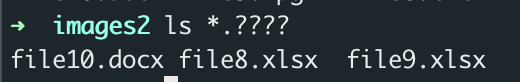 ➜ images2 ls *.????
file10.docx file8.xlsx file9.xlsx